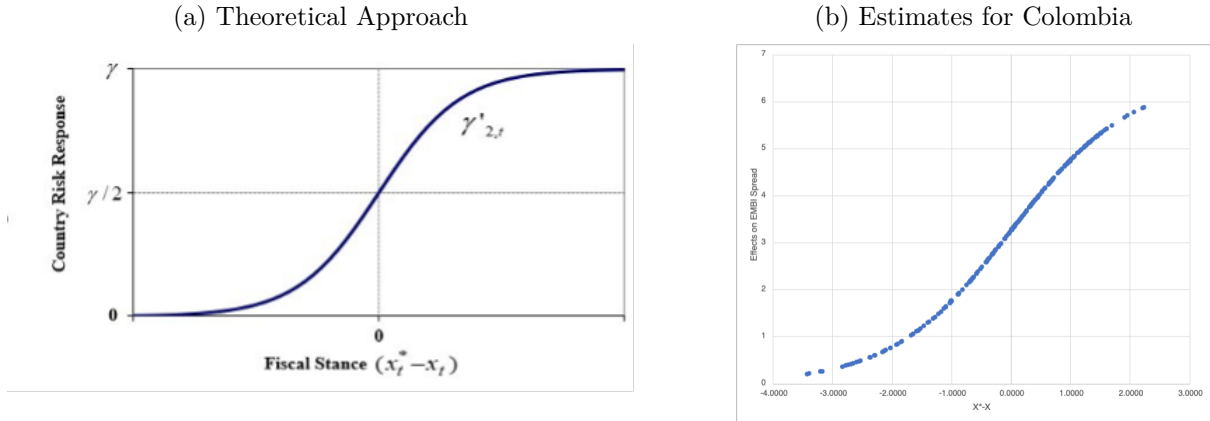 (a) Theoretical Approach
γ
γ'2,t
γ / 2
0
0
Country Risk Response
Fiscal Stance (x*t − xt)
(b) Estimates for Colombia
7
6
5
4
3
2
1
0
Effects on EMBI Spread
-4.0000 -3.0000 -2.0000 -1.0000 0.0000 1.0000 2.0000 3.0000
X*-X